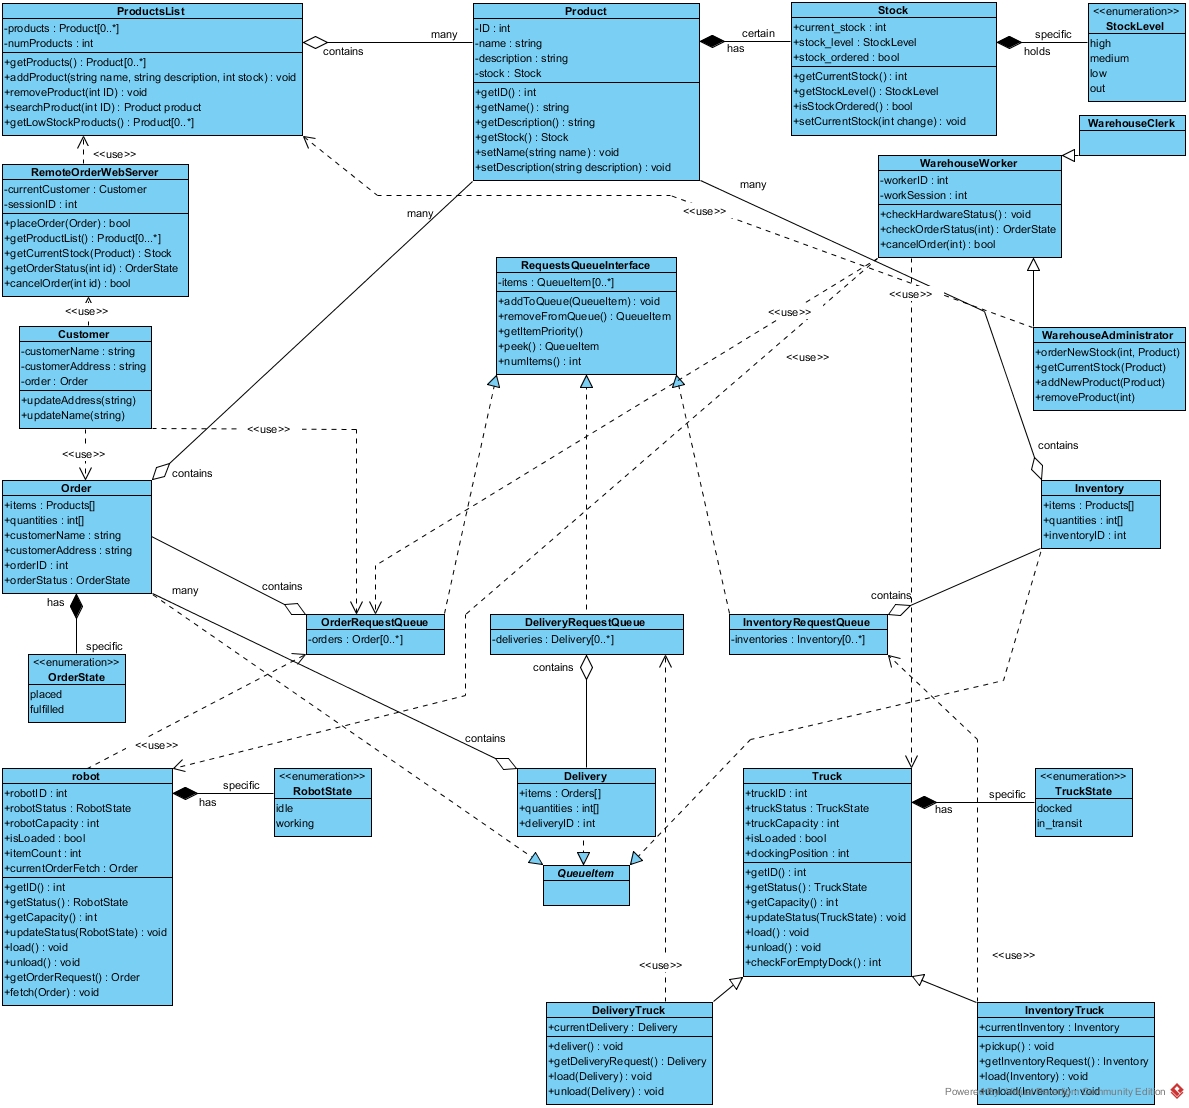 ProductsList
-products : Product[0..*]
-numProducts : int
+getProducts() : Product[0..*]
+addProduct(string name, string description, int stock) : void
+removeProduct(int ID) : void
+searchProduct(int ID) : Product product
+getLowStockProducts() : Product[0..*]
contains
many
Product
-ID : int
-name : string
-description : string
-stock : Stock
+getID() : int
+getName() : string
+getDescription() : string
+getStock() : Stock
+setName(string name) : void
+setDescription(string description) : void
certain
has
Stock
+current_stock : int
+stock_level : StockLevel
+stock_ordered : bool
+getCurrentStock() : int
+getStockLevel() : StockLevel
+isStockOrdered() : bool
+setCurrentStock(int change) : void
specific
holds
<<enumeration>>
StockLevel
high
medium
low
out
WarehouseClerk
<<use>>
RemoteOrderWebServer
-currentCustomer : Customer
-sessionID : int
+placeOrder(Order) : bool
+getProductList() : Product[0...*]
+getCurrentStock(Product) : Stock
+getOrderStatus(int id) : OrderState
+cancelOrder(int id) : bool
many
many
<<use>>
WarehouseWorker
-workerID : int
-workSession : int
+checkHardwareStatus() : void
+checkOrderStatus(int) : OrderState
+cancelOrder(int) : bool
RequestsQueueInterface
-items : QueueItem[0..*]
+addToQueue(QueueItem) : void
+removeFromQueue() : QueueItem
+getItemPriority()
+peek() : QueueItem
+numItems() : int
<<use>>
<<use>>
<<use>>
<<use>>
Customer
-customerName : string
-customerAddress : string
-order : Order
+updateAddress(string)
+updateName(string)
WarehouseAdministrator
+orderNewStock(int, Product)
+getCurrentStock(Product)
+addNewProduct(Product)
+removeProduct(int)
<<use>>
<<use>>
contains
contains
Order
+items : Products[]
+quantities : int[]
+customerName : string
+customerAddress : string
+orderID : int
+orderStatus : OrderState
Inventory
+items : Products[]
+quantities : int[]
+inventoryID : int
contains
many
contains
has
specific
<<enumeration>>
OrderState
placed
fulfilled
OrderRequestQueue
-orders : Order[0..*]
DeliveryRequestQueue
-deliveries : Delivery[0..*]
InventoryRequestQueue
-inventories : Inventory[0..*]
contains
<<use>>
contains
robot
+robotID : int
+robotStatus : RobotState
+robotCapacity : int
+isLoaded : bool
+itemCount : int
+currentOrderFetch : Order
+getID() : int
+getStatus() : RobotState
+getCapacity() : int
+updateStatus(RobotState) : void
+load() : void
+unload() : void
+getOrderRequest() : Order
+fetch(Order) : void
specific
has
<<enumeration>>
RobotState
idle
working
Delivery
+items : Orders[]
+quantities : int[]
+deliveryID : int
QueueItem
Truck
+truckID : int
+truckStatus : TruckState
+truckCapacity : int
+isLoaded : bool
+dockingPosition : int
+getID() : int
+getStatus() : TruckState
+getCapacity() : int
+updateStatus(TruckState) : void
+load() : void
+unload() : void
+checkForEmptyDock() : int
specific
has
<<enumeration>>
TruckState
docked
in_transit
<<use>>
<<use>>
DeliveryTruck
+currentDelivery : Delivery
+deliver() : void
+getDeliveryRequest() : Delivery
+load(Delivery) : void
+unload(Delivery) : void
InventoryTruck
+currentInventory : Inventory
+pickup() : void
+getInventoryRequest() : Inventory
+load(Inventory) : void
+unload(Inventory) : void
Powered By Community Edition